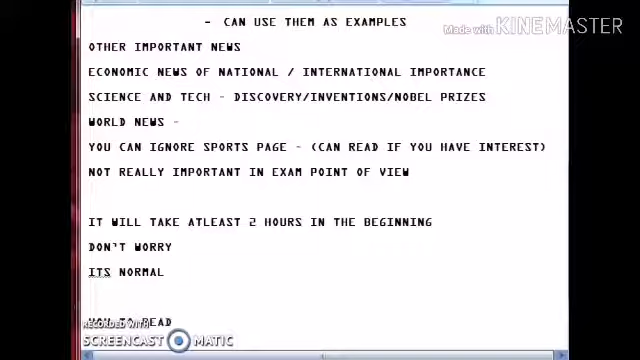 - CAN USE THEM AS EXAMPLES
Made with KINEMASTER
OTHER IMPORTANT NEWS
ECONOMIC NEWS OF NATIONAL / INTERNATIONAL IMPORTANCE
SCIENCE AND TECH - DISCOVERY/INVENTIONS/NOBEL PRIZES
WORLD NEWS -
YOU CAN IGNORE SPORTS PAGE - (CAN READ IF YOU HAVE INTEREST)
NOT REALLY IMPORTANT IN EXAM POINT OF VIEW
IT WILL TAKE ATLEAST 2 HOURS IN THE BEGINNING
DON'T WORRY
ITS NORMAL
TO READ
RECORDED WITH
SCREENCAST MATIC